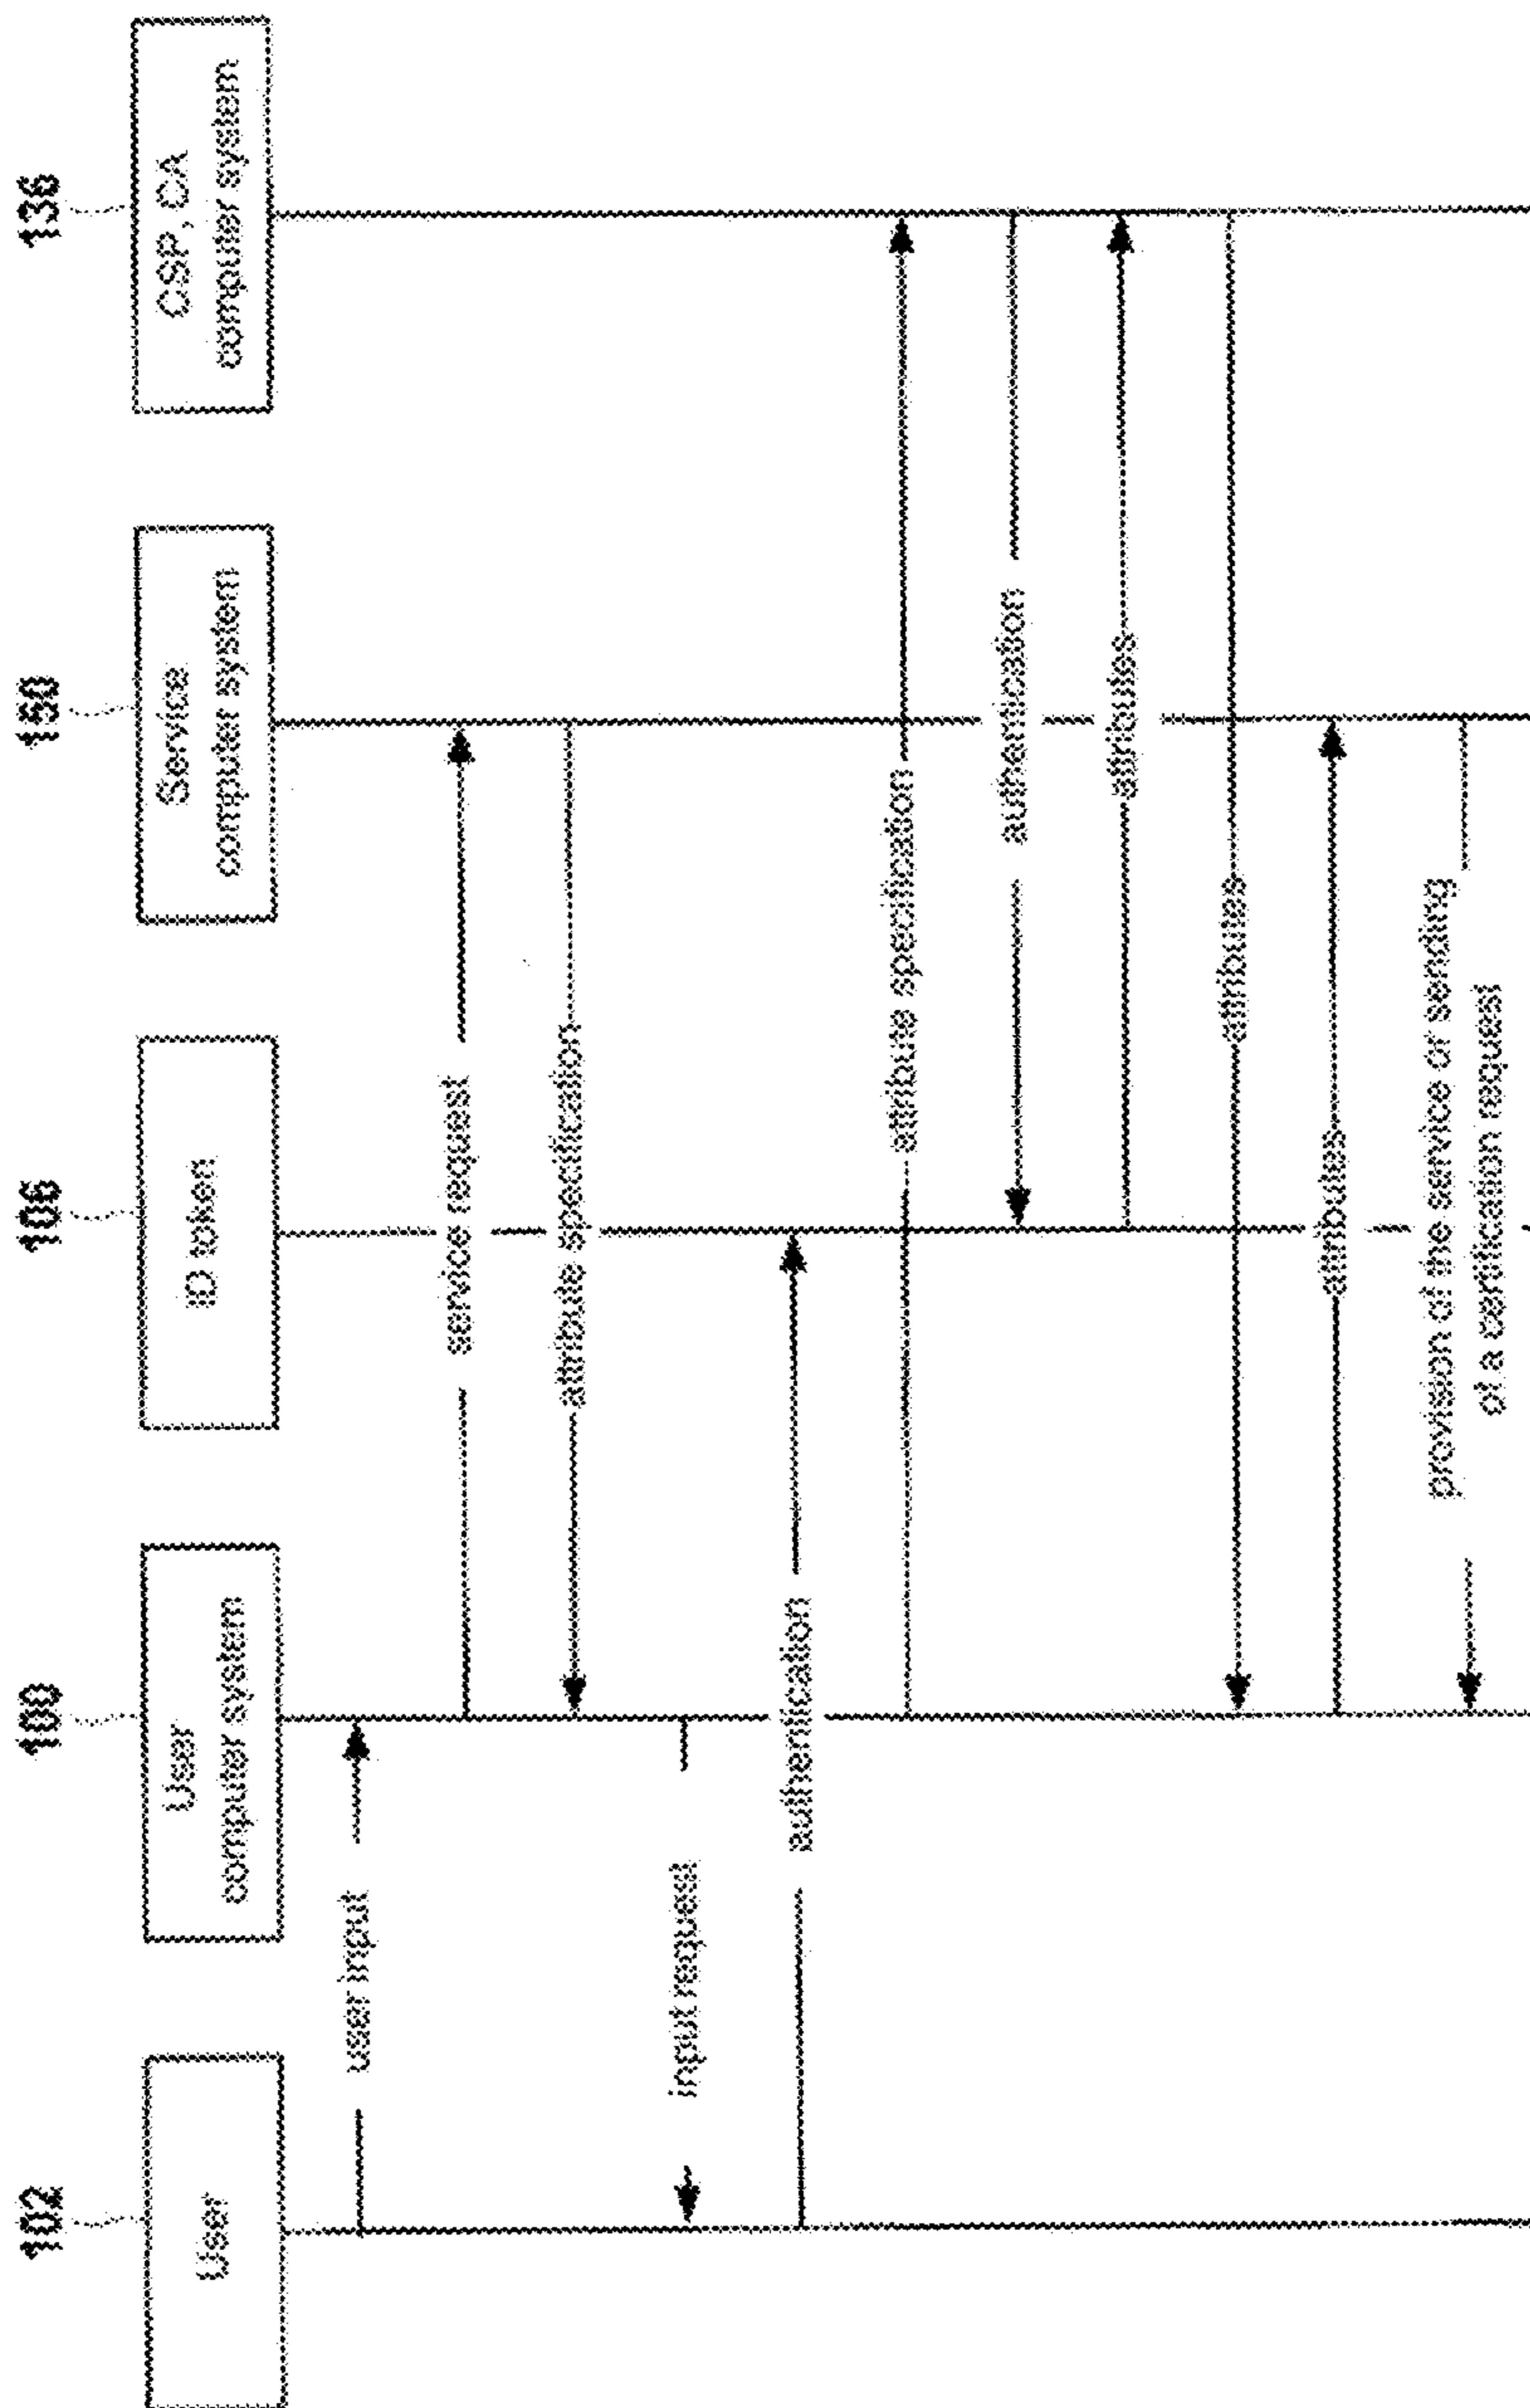 102
100
106
150
136
User
User
computer system
ID token
Service
computer system
CSP, CA
computer system
user input
service request
attribute specification
input request
authentication
attribute specification
authentication
attributes
attributes
attributes
provision of the service or sending
of a certification request